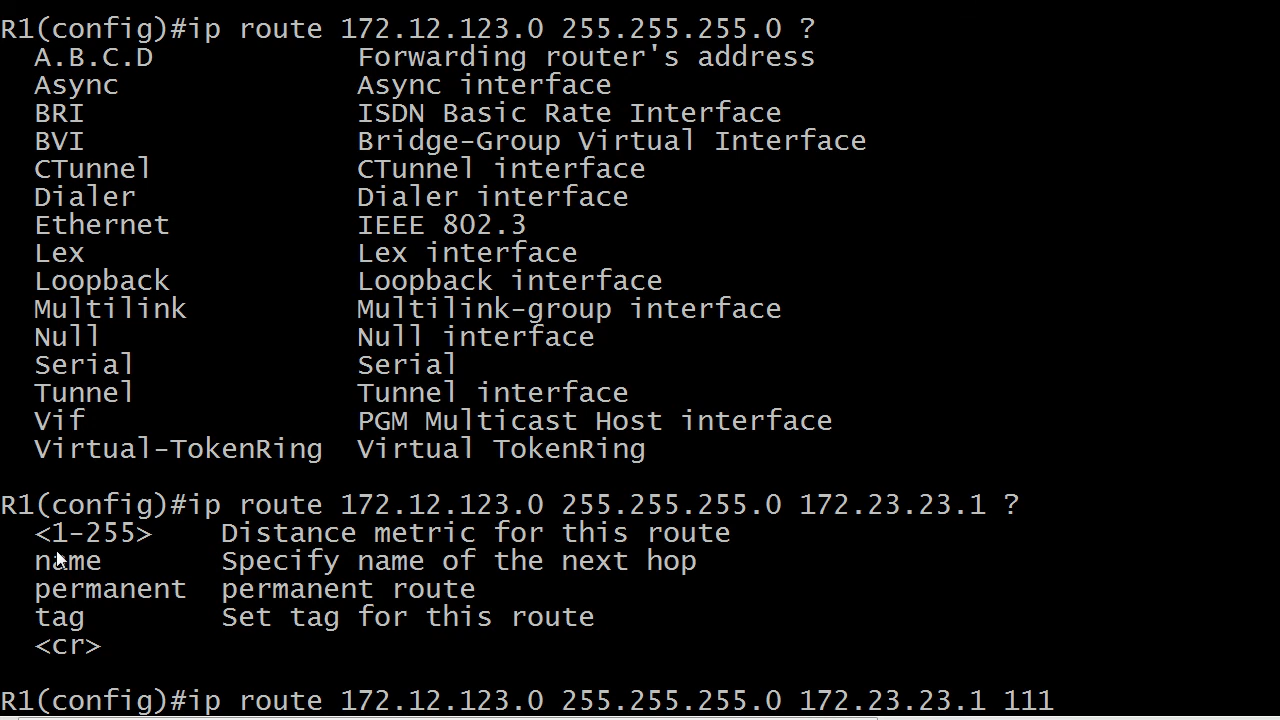 R1(config)#ip route 172.12.123.0 255.255.255.0 ?
A.B.C.D Forwarding router's address
Async Async interface
BRI ISDN Basic Rate Interface
BVI Bridge-Group Virtual Interface
CTunnel CTunnel interface
Dialer Dialer interface
Ethernet IEEE 802.3
Lex Lex interface
Loopback Loopback interface
Multilink Multilink-group interface
Null Null interface
Serial Serial
Tunnel Tunnel interface
Vif PGM Multicast Host interface
Virtual-TokenRing Virtual TokenRing
R1(config)#ip route 172.12.123.0 255.255.255.0 172.23.23.1 ?
<1-255> Distance metric for this route
name Specify name of the next hop
permanent permanent route
tag Set tag for this route
<cr>
R1(config)#ip route 172.12.123.0 255.255.255.0 172.23.23.1 111